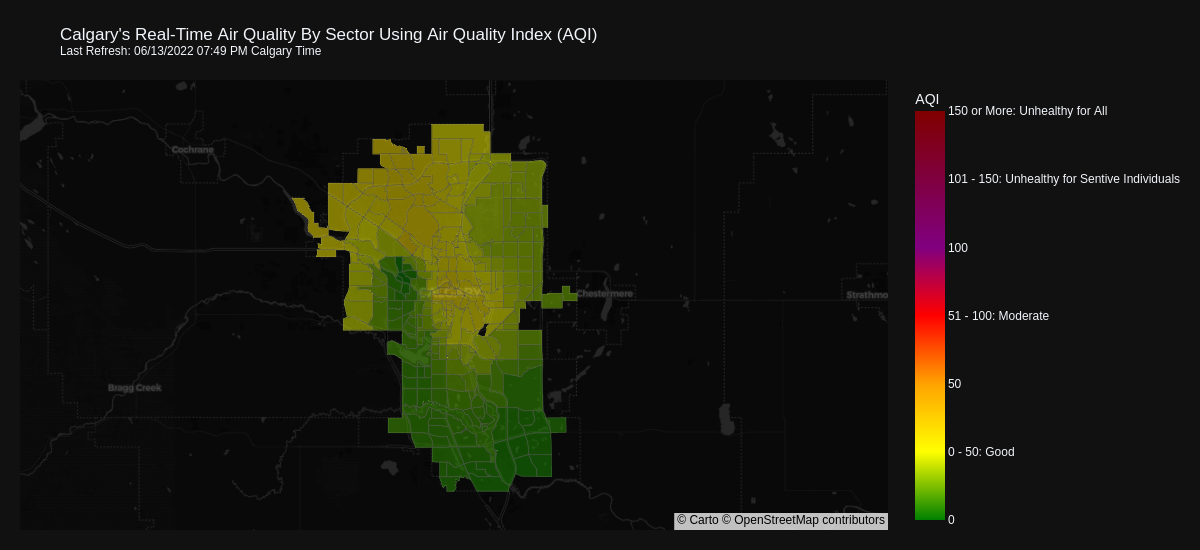 Calgary's Real-Time Air Quality By Sector Using Air Quality Index (AQI)
Last Refresh: 06/13/2022 07:49 PM Calgary Time
AQI
150 or More: Unhealthy for All
101 - 150: Unhealthy for Sentive Individuals
100
51 - 100: Moderate
50
0 - 50: Good
0
Cochrane
Chestermere
Strathmo
Bragg Creek
© Carto © OpenStreetMap contributors